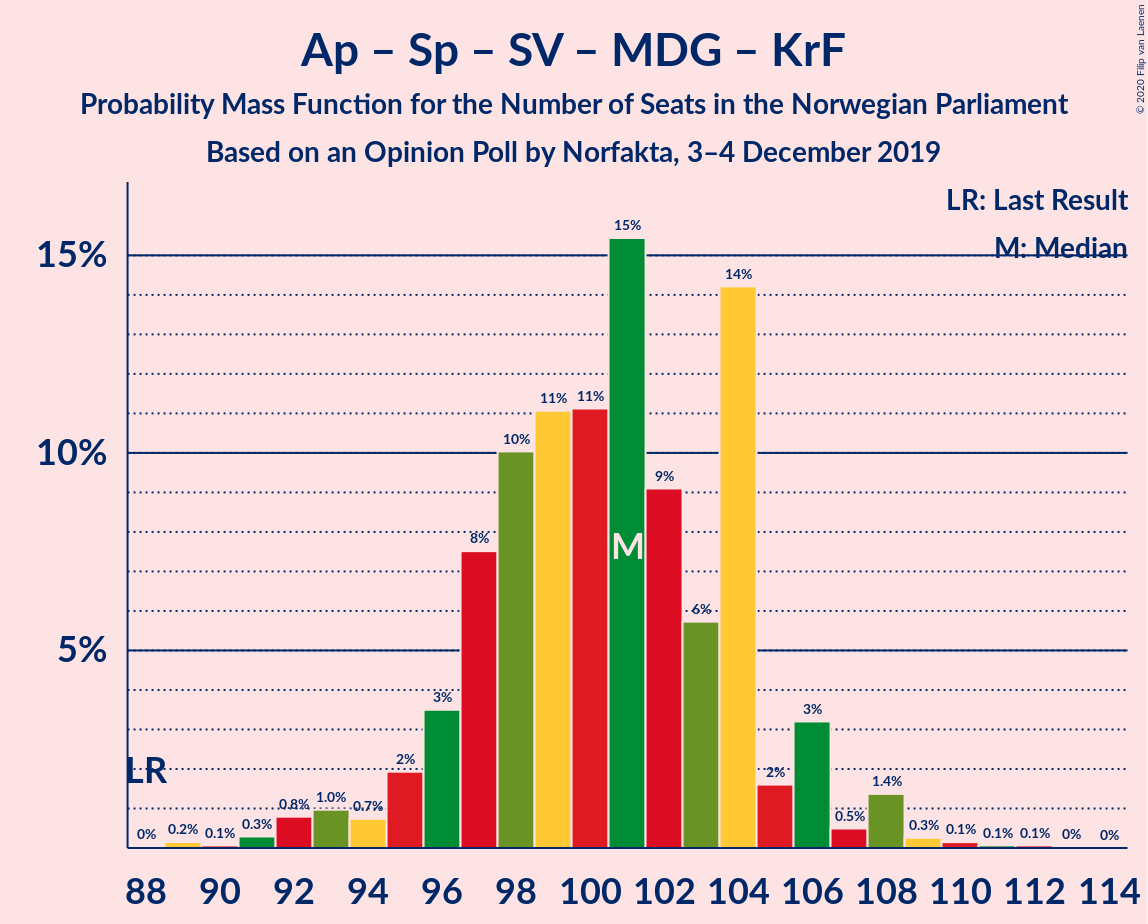 Ap – Sp – SV – MDG – KrF
Probability Mass Function for the Number of Seats in the Norwegian Parliament
Based on an Opinion Poll by Norfakta, 3–4 December 2019
© 2020 Filip van Laenen
LR: Last Result
M: Median
15%
10%
5%
0% 0.2% 0.1% 0.3% 0.8% 1.0% 0.7% 2% 3% 8% 10% 11% 11% 15% 9% 6% 14% 2% 3% 0.5% 1.4% 0.3% 0.1% 0.1% 0.1% 0% 0%
M
LR
88 90 92 94 96 98 100 102 104 106 108 110 112 114